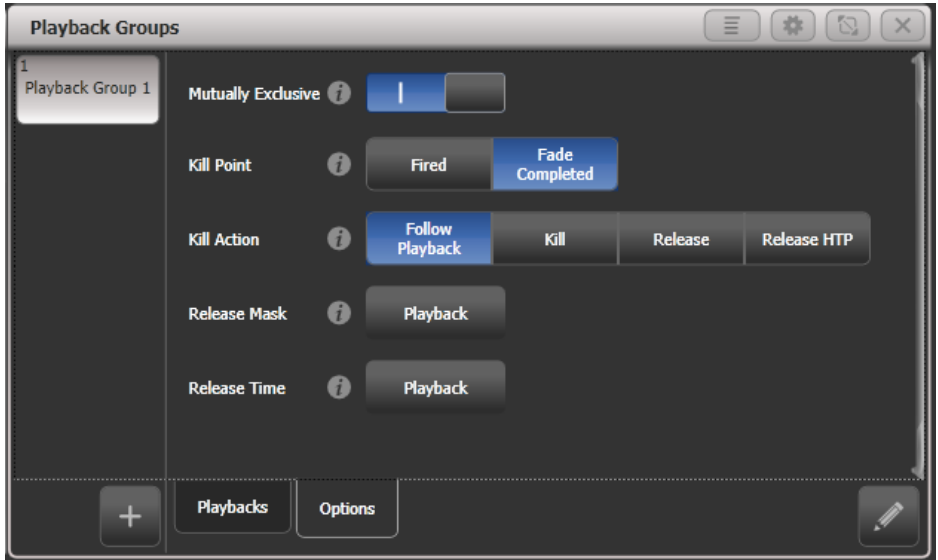 Playback Groups
1
Playback Group 1
Mutually Exclusive
Kill Point
Fired
Fade
Completed
Kill Action
Follow
Playback
Kill
Release
Release HTP
Release Mask
Playback
Release Time
Playback
Playbacks
Options